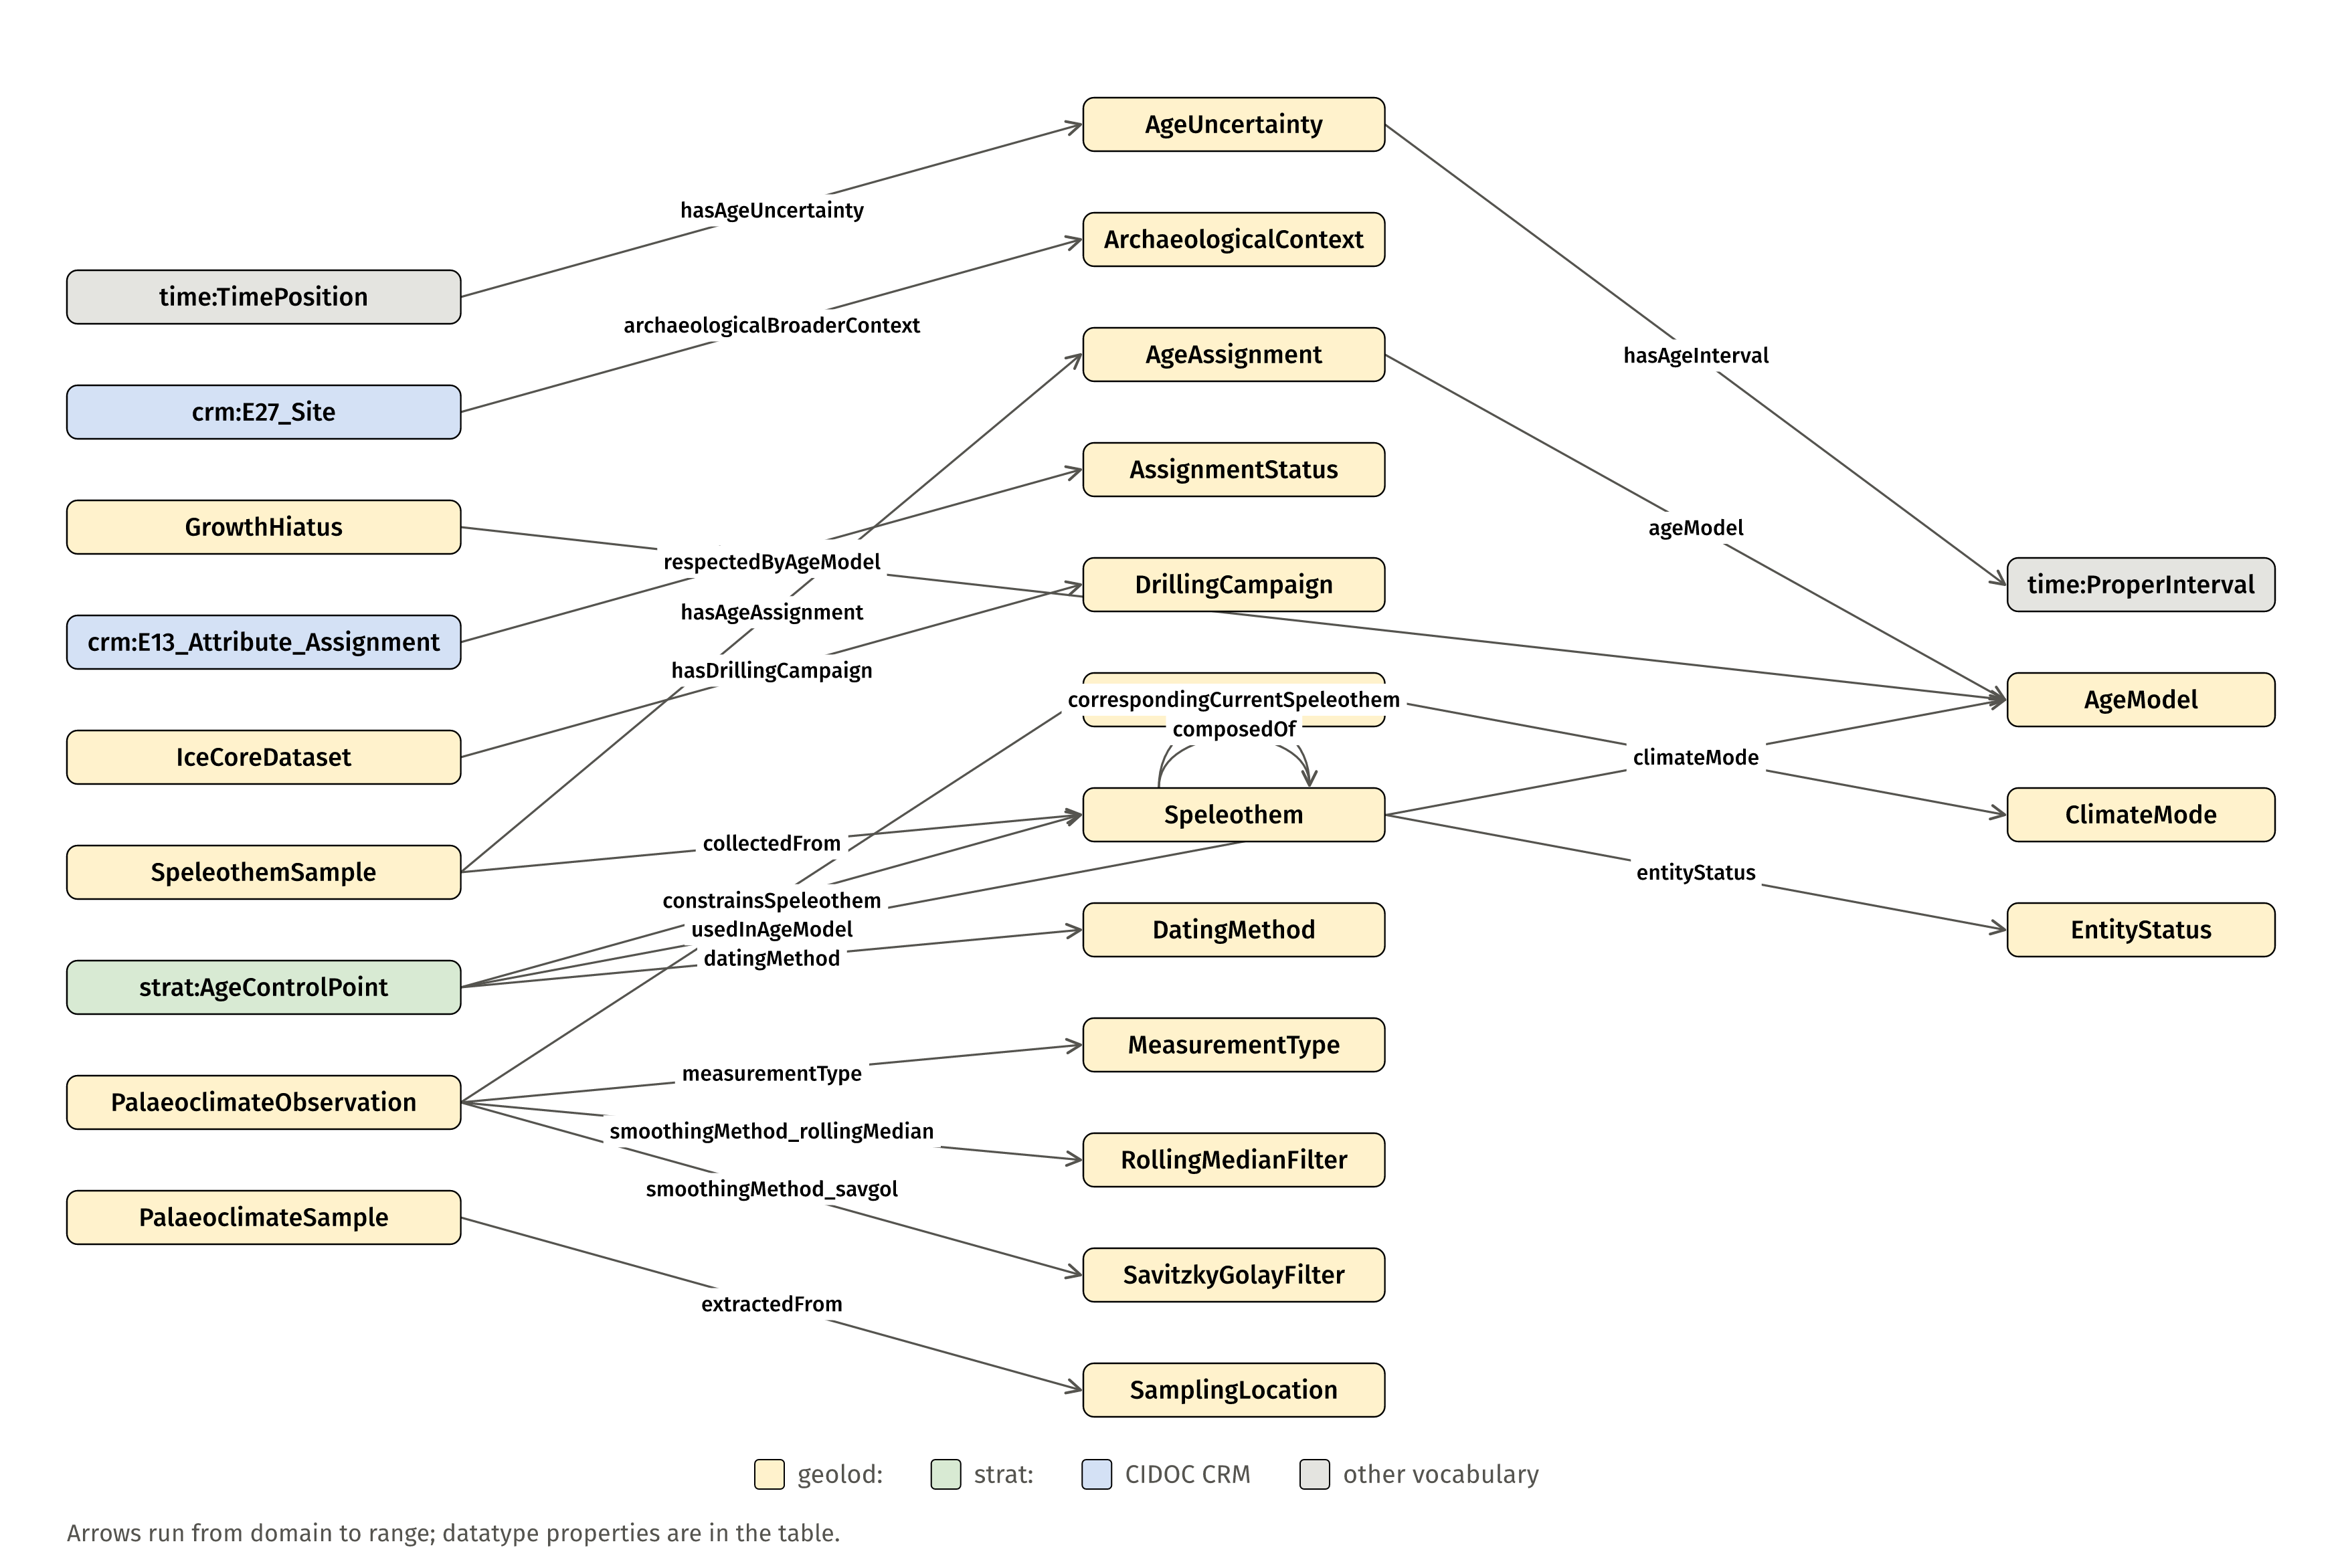 AgeUncertainty
hasAgeUncertainty
ArchaeologicalContext
time:TimePosition
archaeologicalBroaderContext
AgeAssignment
hasAgeInterval
crm:E27_Site
AssignmentStatus
GrowthHiatus
ageModel
respectedByAgeModel
DrillingCampaign
time:ProperInterval
hasAgeAssignment
crm:E13_Attribute_Assignment
hasDrillingCampaign
correspondingCurrentSpeleothem
AgeModel
composedOf
IceCoreDataset
climateMode
Speleothem
ClimateMode
collectedFrom
SpeleothemSample
entityStatus
constrainsSpeleothem
usedInAgeModel
DatingMethod
EntityStatus
datingMethod
strat:AgeControlPoint
MeasurementType
measurementType
PalaeoclimateObservation
smoothingMethod_rollingMedian
RollingMedianFilter
smoothingMethod_savgol
PalaeoclimateSample
SavitzkyGolayFilter
extractedFrom
SamplingLocation
geolod: strat: CIDOC CRM other vocabulary
Arrows run from domain to range; datatype properties are in the table.